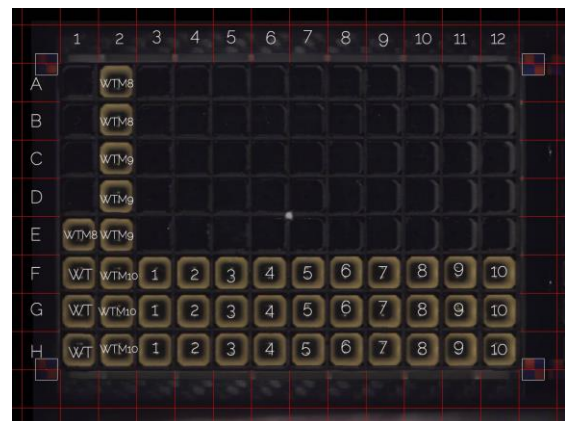 1 2 3 4 5 6 7 8 9 10 11 12
A WTM8
B WTM8
C WTM9
D WTM9
E WTM8 WTM9
F WT WTM10 1 2 3 4 5 6 7 8 9 10
G WT WTM10 1 2 3 4 5 6 7 8 9 10
H WT WTM10 1 2 3 4 5 6 7 8 9 10